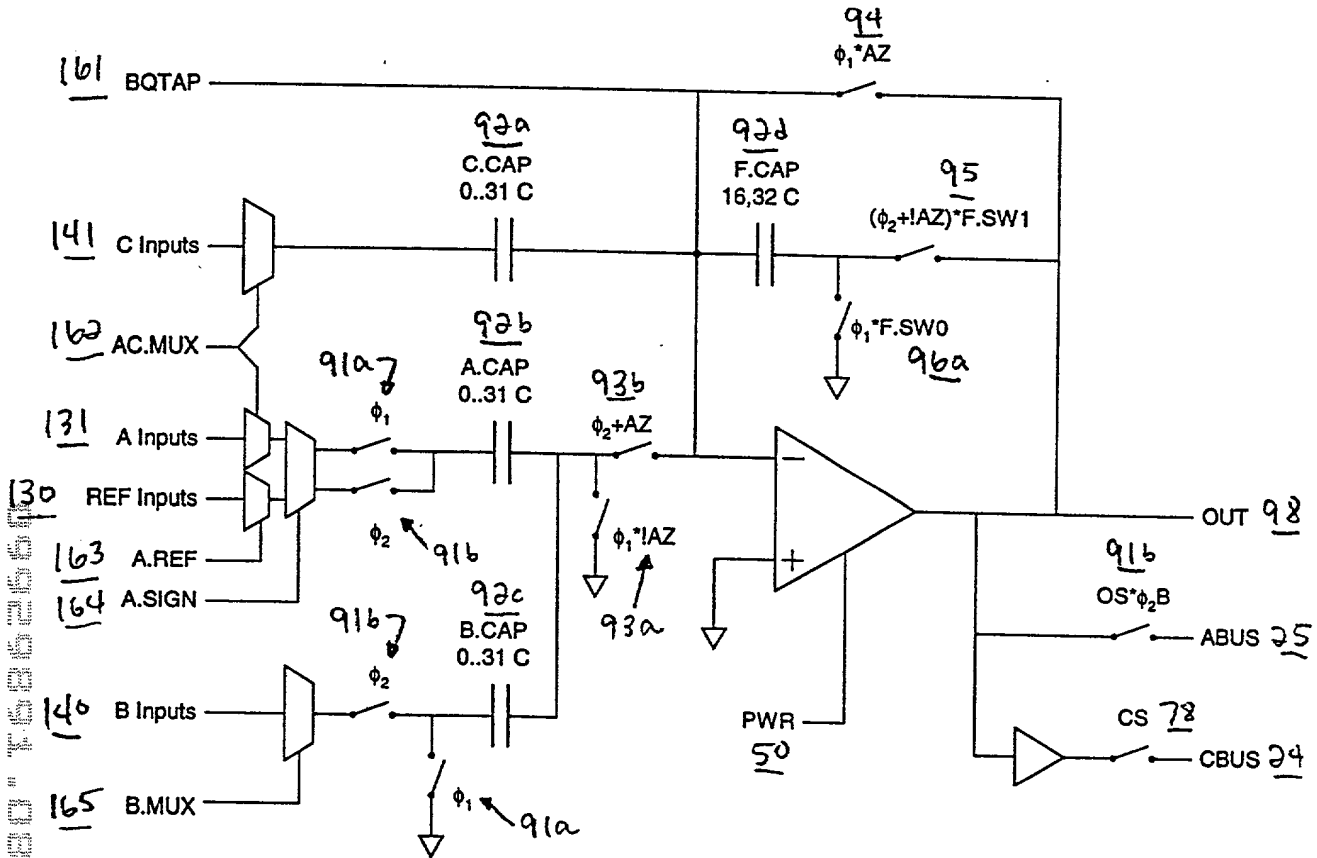 94
ϕ₁*AZ
161 BQTAP
92a
C.CAP
0..31 C
92d
F.CAP
16,32 C
95
(ϕ₂+!AZ)*F.SW1
141 C Inputs
ϕ₁*F.SW0
96a
162 AC.MUX
92b
A.CAP
0..31 C
91a
ϕ₁
93b
ϕ₂+AZ
131 A Inputs
130 REF Inputs
ϕ₂
91b
ϕ₁*!AZ
93a
163 A.REF
164 A.SIGN
OUT 98
91b
OS*ϕ₂B
ABUS 25
92c
B.CAP
0..31 C
91b
ϕ₂
140 B Inputs
PWR
50
CS 78
CBUS 24
165 B.MUX
ϕ₁
91a